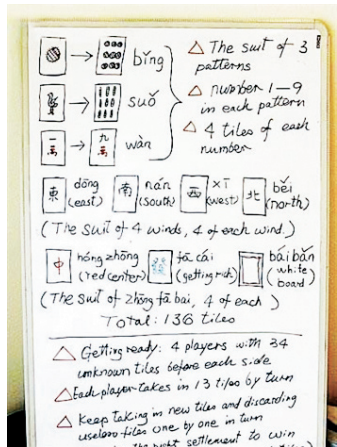 bǐng
suǒ
一萬 九萬 wàn
△ The suit of 3
patterns
△ number 1—9
in each pattern
△ 4 tiles of each
number
東 dōng (east) 南 nán (south) 西 xī (west) 北 běi (north)
(The suit of 4 winds, 4 of each wind.)
中 hóng zhōng (red center) fā cái (getting rich) bái bǎn (white board)
(The suit of zhōng fā bai, 4 of each)
Total: 136 tiles
△ Getting ready: 4 players with 34
unknown tiles before each side
△ Each player takes in 13 tiles by turn
△ Keep taking in new tiles and discarding
useless tiles one by one in turn
the right settlement to win